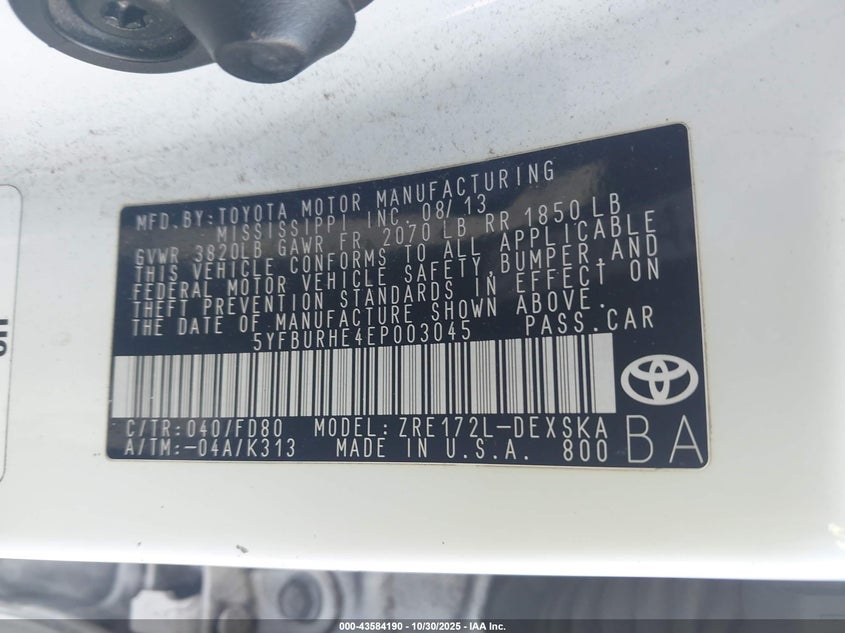 MFD.BY:TOYOTA MOTOR MANUFACTURING
MISSISSIPPI INC. 08/13
GVWR 3820LB GAWR FR 2070 LB RR 1850 LB
THIS VEHICLE CONFORMS TO ALL APPLICABLE
FEDERAL MOTOR VEHICLE SAFETY,BUMPER,AND
THEFT PREVENTION STANDARDS IN EFFECT ON
THE DATE OF MANUFACTURE SHOWN ABOVE.
5YFBURHE4EP003045 PASS.CAR
C/TR:040/FD80 MODEL:ZRE172L-DEXSKA
A/TM:-04A/K313 MADE IN U.S.A. 800
BA
000-43584190 - 10/30/2025 - IAA, Inc.